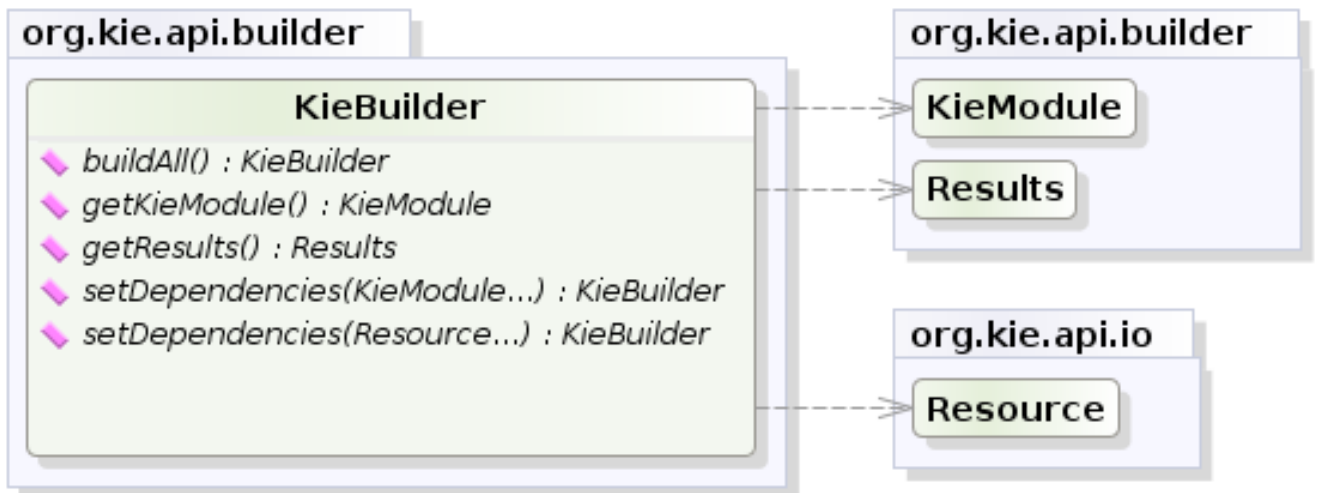 org.kie.api.builder
KieBuilder
buildAll() : KieBuilder
getKieModule() : KieModule
getResults() : Results
setDependencies(KieModule...) : KieBuilder
setDependencies(Resource...) : KieBuilder
org.kie.api.builder
KieModule
Results
org.kie.api.io
Resource